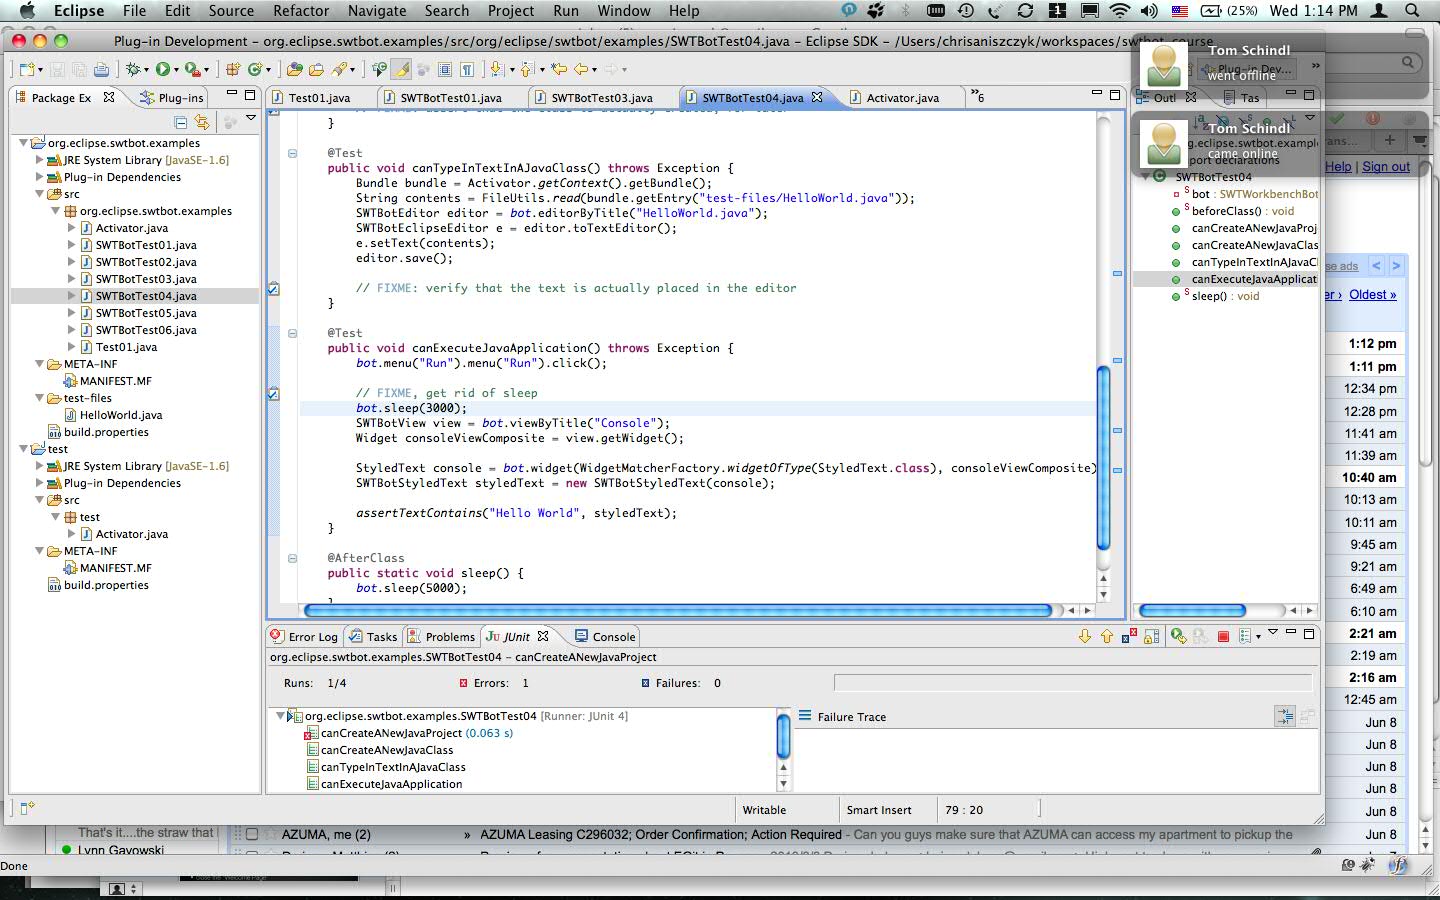 Eclipse File Edit Source Refactor Navigate Search Project Run Window Help (25%) Wed 1:14 PM
Plug-in Development – org.eclipse.swtbot.examples/src/org/eclipse/swtbot/examples/SWTBotTest04.java – Eclipse SDK – /Users/chrisaniszczyk/workspaces/swtbot-course
Tom Schindl
went offline
Plug-in Dev...
Package Ex Plug-ins
Test01.java SWTBotTest01.java SWTBotTest03.java SWTBotTest04.java Activator.java »6
Outl Tas
Tom Schindl
came online
org.eclipse.swtbot.examples
JRE System Library [JavaSE-1.6]
Plug-in Dependencies
src
org.eclipse.swtbot.examples
Activator.java
SWTBotTest01.java
SWTBotTest02.java
SWTBotTest03.java
SWTBotTest04.java
SWTBotTest05.java
SWTBotTest06.java
Test01.java
META-INF
MANIFEST.MF
test-files
HelloWorld.java
build.properties
test
JRE System Library [JavaSE-1.6]
Plug-in Dependencies
src
test
Activator.java
META-INF
MANIFEST.MF
build.properties
}
@Test
public void canTypeInTextInAJavaClass() throws Exception {
Bundle bundle = Activator.getContext().getBundle();
String contents = FileUtils.read(bundle.getEntry("test-files/HelloWorld.java"));
SWTBotEditor editor = bot.editorByTitle("HelloWorld.java");
SWTBotEclipseEditor e = editor.toTextEditor();
e.setText(contents);
editor.save();
// FIXME: verify that the text is actually placed in the editor
}
@Test
public void canExecuteJavaApplication() throws Exception {
bot.menu("Run").menu("Run").click();
// FIXME, get rid of sleep
bot.sleep(3000);
SWTBotView view = bot.viewByTitle("Console");
Widget consoleViewComposite = view.getWidget();
StyledText console = bot.widget(WidgetMatcherFactory.widgetOfType(StyledText.class), consoleViewComposite)
SWTBotStyledText styledText = new SWTBotStyledText(console);
assertTextContains("Hello World", styledText);
}
@AfterClass
public static void sleep() {
bot.sleep(5000);
org.eclipse.swtbot.exampl
port declarations
SWTBotTest04
bot : SWTWorkbenchBot
beforeClass() : void
canCreateANewJavaProj
canCreateANewJavaClas
canTypeInTextInAJavaCl
canExecuteJavaApplicat
sleep() : void
Help | Sign out
se ads < >
er › Oldest »
1:12 pm
1:11 pm
12:34 pm
12:28 pm
11:41 am
11:39 am
10:40 am
10:13 am
10:11 am
9:45 am
9:21 am
6:49 am
6:10 am
2:21 am
2:19 am
2:16 am
12:45 am
Jun 8
Jun 8
Jun 8
Jun 8
Jun 8
Jun 8
Error Log Tasks Problems JUnit Console
org.eclipse.swtbot.examples.SWTBotTest04 – canCreateANewJavaProject
Runs: 1/4 Errors: 1 Failures: 0
org.eclipse.swtbot.examples.SWTBotTest04 [Runner: JUnit 4]
canCreateANewJavaProject (0.063 s)
canCreateANewJavaClass
canTypeInTextInAJavaClass
canExecuteJavaApplication
Failure Trace
Writable Smart Insert 79 : 20
That's it....the straw that
Lynn Gayowski
AZUMA, me (2) » AZUMA Leasing C296032; Order Confirmation; Action Required - Can you guys make sure that AZUMA can access my apartment to pickup the
Done